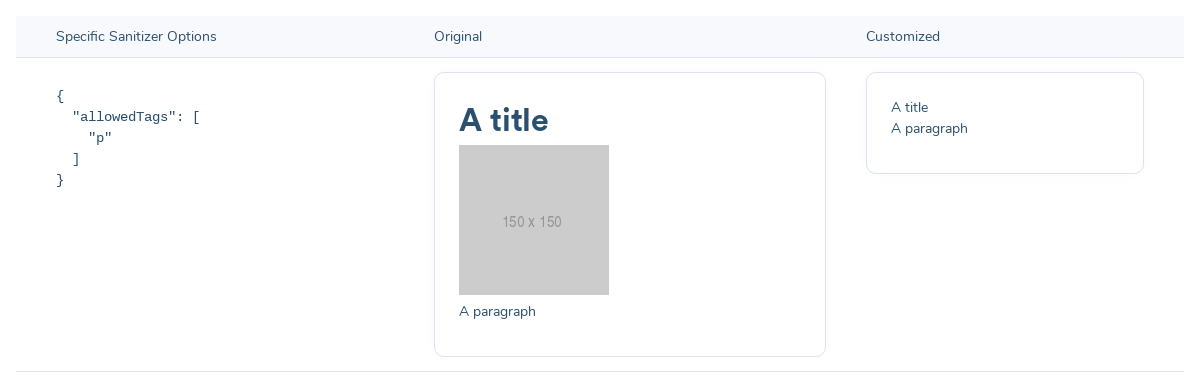 Specific Sanitizer Options
Original
Customized
{
  "allowedTags": [
    "p"
  ]
}
A title
150 x 150
A paragraph
A title
A paragraph